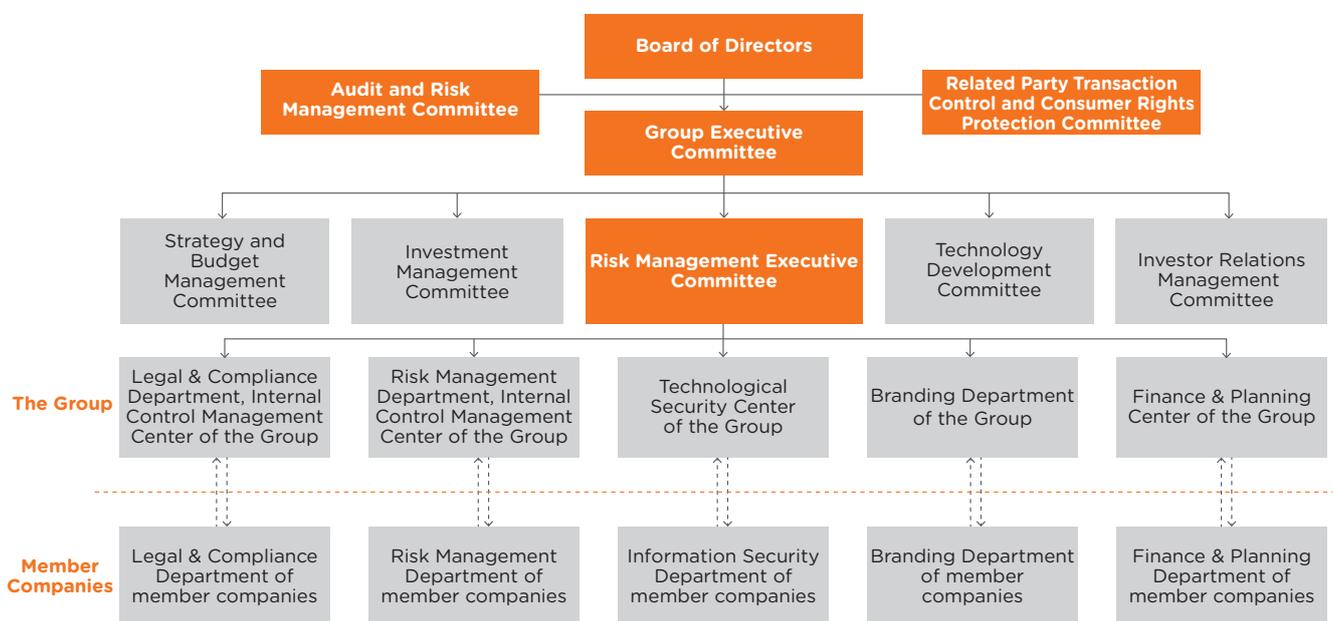 Board of Directors
Audit and Risk
Management Committee
Related Party Transaction
Control and Consumer Rights
Protection Committee
Group Executive
Committee
Strategy and
Budget
Management
Committee
Investment
Management
Committee
Risk Management Executive
Committee
Technology
Development
Committee
Investor Relations
Management
Committee
The Group
Legal & Compliance
Department, Internal
Control Management
Center of the Group
Risk Management
Department, Internal
Control Management
Center of the Group
Technological
Security Center
of the Group
Branding Department
of the Group
Finance & Planning
Center of the Group
Member
Companies
Legal & Compliance
Department of
member companies
Risk Management
Department of
member companies
Information Security
Department of
member companies
Branding Department
of member
companies
Finance & Planning
Department of
member companies